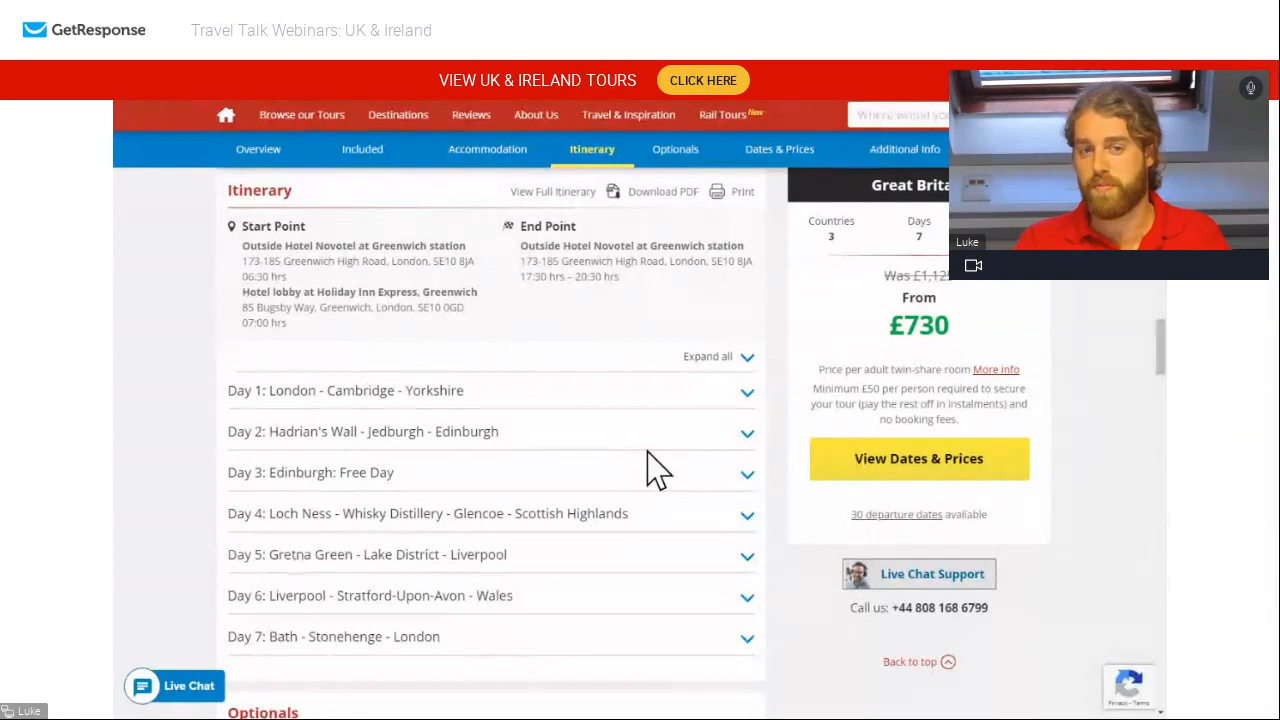 GetResponse
Travel Talk Webinars: UK & Ireland
VIEW UK & IRELAND TOURS
CLICK HERE
Browse our Tours
Destinations
Reviews
About Us
Travel & Inspiration
Rail Tours New
Where would you
Overview
Included
Accommodation
Itinerary
Optionals
Dates & Prices
Additional Info
Luke
Itinerary
View Full Itinerary
Download PDF
Print
Start Point
Outside Hotel Novotel at Greenwich station
173-185 Greenwich High Road, London, SE10 8JA
06:30 hrs
Hotel lobby at Holiday Inn Express, Greenwich
85 Bugsby Way, Greenwich, London, SE10 0GD
07:00 hrs
End Point
Outside Hotel Novotel at Greenwich station
173-185 Greenwich High Road, London, SE10 8JA
17:30 hrs – 20:30 hrs
Expand all
Day 1: London - Cambridge - Yorkshire
Day 2: Hadrian's Wall - Jedburgh - Edinburgh
Day 3: Edinburgh: Free Day
Day 4: Loch Ness - Whisky Distillery - Glencoe - Scottish Highlands
Day 5: Gretna Green - Lake District - Liverpool
Day 6: Liverpool - Stratford-Upon-Avon - Wales
Day 7: Bath - Stonehenge - London
Optionals
Great
Countries
3
Days
7
Was
From
£730
Price per adult twin-share room More info
Minimum £50 per person required to secure
your tour (pay the rest off in instalments) and
no booking fees.
View Dates & Prices
30 departure dates available
Live Chat Support
Call us: +44 808 168 6799
Back to top
Live Chat
Privacy - Terms
Luke